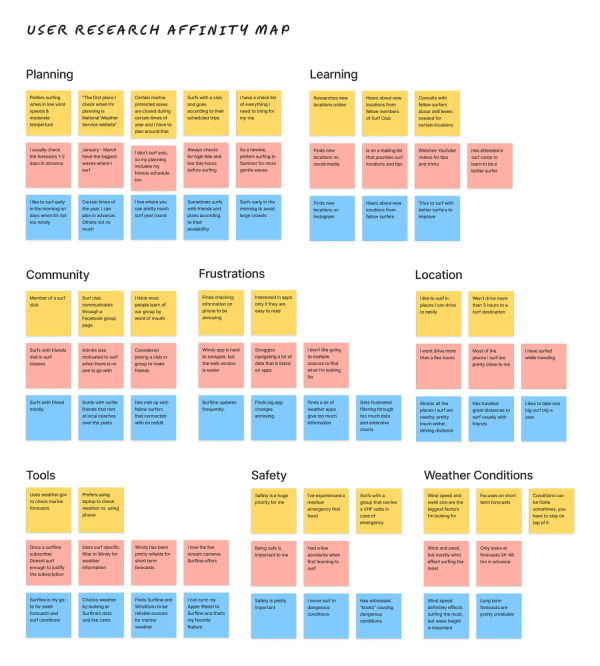 USER RESEARCH AFFINITY MAP
Planning
Prefers surfing
when in low wind
speeds &
moderate
temperture
"The first place I
check when I'm
planning is
National Weather
Service website"
Certain marine
protected areas
are closed during
certain times of
year and I have to
plan around that
Surfs with a club
and goes
according to their
scheduled trips
I have a check list
of everything I
need to bring for
my trip
I usually check
the forecasts 1-2
days in advance
January - March
have the biggest
waves where I
surf
I don't surf solo,
so my planning
includes my
friends schedule
too
Always checks
for high tide and
low tide hours
before surfing
As a newbie,
prefers surfing in
Summer for more
gentle waves
I like to surf early
in the morning on
days when it's not
too windy
Certain times of
the year, I can
plan in advance.
Others not so
much
I live where you
can pretty much
surf year round
Sometimes surfs
with friends and
plans according
to their
availability
Surfs early in the
morning to avoid
large crowds
Learning
Researches new
locations online
Hears about new
locations from
fellow members
of Surf Club
Consults with
fellow surfers
about skill levels
needed for
certain locations
Finds new
locations on
social media
Is on a mailing list
that provides surf
locations and tips
Watches YouTube
videos for tips
and tricks
Has attended a
surf camp to
learn to be a
better surfer
Finds new
locations on
Instagram
Hears about new
locations from
fellow surfers
Tries to surf with
better surfers to
improve
Community
Member of a surf
club
Surf club
communicates
through a
Facebook group
page
I think most
people learn of
our group by
word of mouth
Surfs with friends
met in surf
classes
Admits less
motivated to surf
when there is no
one to go with
Considered
joining a club or
group to make
friends.
Surfs with friend
mostly
Surfs with surfer
friends that met
at local beaches
over the years
Has met up with
fellow surfers
that connected
with on reddit
Frustrations
Finds checking
information on
phone to be
annoying
Interested in apps
only if they are
easy to read
Windy app is hard
to navigate, but
the web version
is easier
Struggles
navigating a lot of
data that is listed
on apps
I don't like going
to multiple
sources to find
what I'm looking
for
Surfline updates
frequently.
Finds big app
changes annoying
Finds a lot of
weather apps
give too much
information
Gets frustrated
filtering through
too much data
and extensive
charts
Location
I like to surf in
places I can drive
to easily
Won't drive more
than 3 hours to a
surf destination
I wont drive more
than a few hours
Most of the
places I surf are
pretty close to me
I have surfed
while traveling
Almost all the
places I surf are
nearby, pretty
much within
driving distance
Has traveled
great distances to
surf usually with
friends
Likes to take one
big surf trip a
year
Tools
Uses weather.gov
to check marine
forecasts
Prefers using
laptop to check
weather vs. using
phone
Once a surfline
subscriber.
Doesnt surf
enough to justify
the subscription
Uses surf specific
filter in Windy for
weather
information
Windy has been
pretty reliable for
short term
forecasts
I love the live
stream cameras
Surfline offers
Surfline is my go-
to for swell
forecasts and
surf conditions
Checks weather
by looking at
Surfline's data
and live cams
Finds Surfline and
WindGuru to be
reliable sources
for marine
weather
I can sync my
Apple Watch to
Surfline and that's
my favorite
feature
Safety
Safety is a huge
priority for me
I've experienced a
medical
emergency first
hand
Surfs with a
group that carries
a VHF radio in
case of
emergency
Being safe is
important to me
Had a few
accidents when
first learning to
surf
Safety is pretty
important
I never surf in
dangerous
conditions
Has witnessed
"kooks" causing
dangerous
conditions
Weather Conditions
Wind speed and
swell size are the
biggest factors
I'm looking for
Focuses on short
term forecasts
Conditions
can be fickle
sometimes, you
have to stay on
top of it
Wind and swell,
but mostly wind
effect surfing the
most
Only looks at
forecasts 24-48
hrs in advance
Wind speed
definitely effects
surfing the most,
but wave height
is important
Long term
forecasts are
pretty unreliable